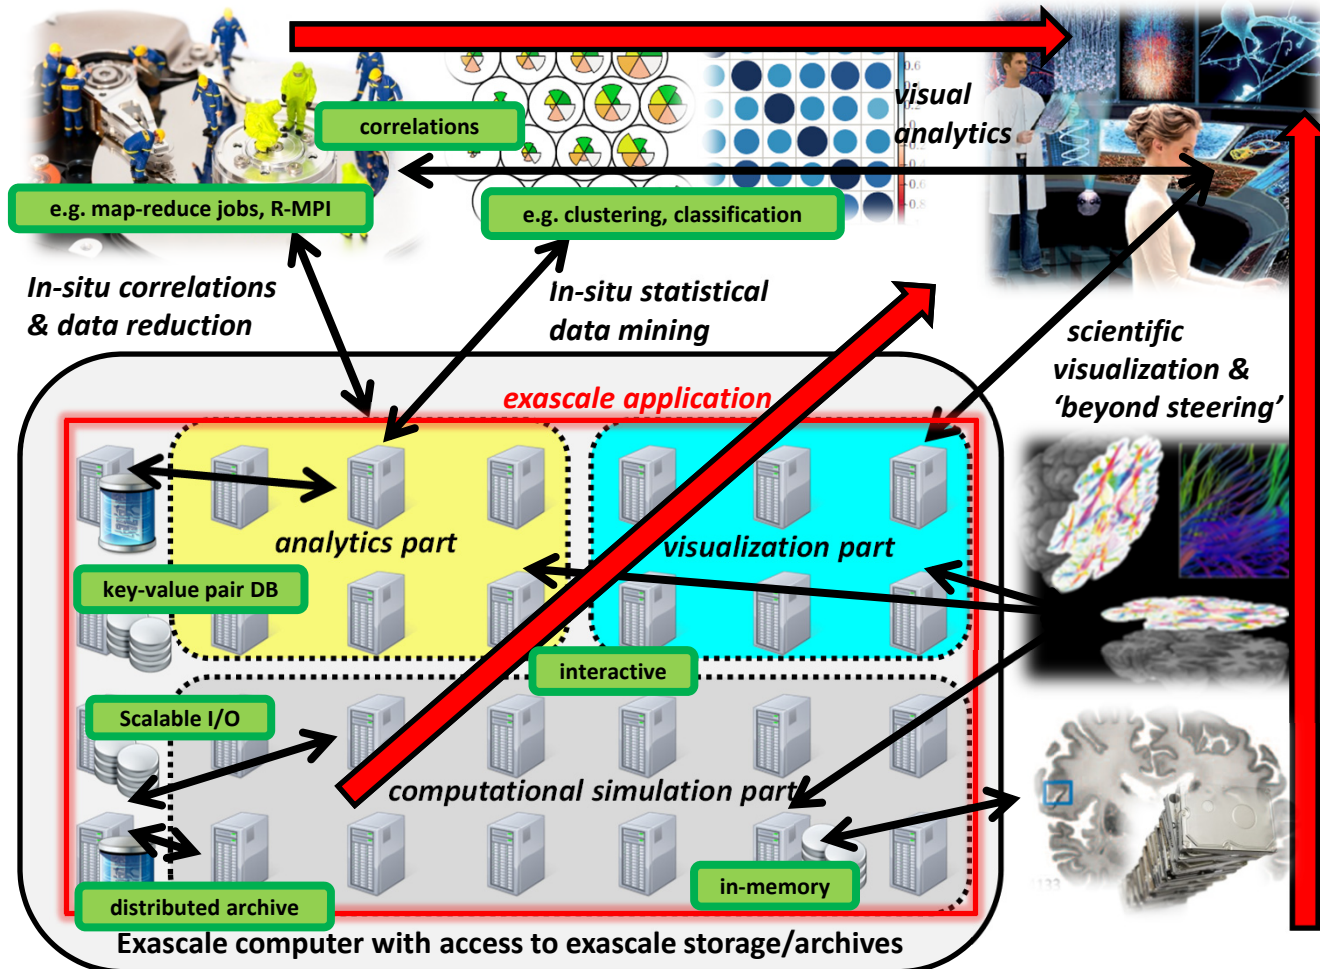 correlations
visual
analytics
0.6
e.g. map-reduce jobs, R-MPI
e.g. clustering, classification
In-situ correlations
& data reduction
In-situ statistical
data mining
scientific
visualization &
‘beyond steering’
exascale application
analytics part
visualization part
key-value pair DB
interactive
Scalable I/O
computational simulation part
in-memory
distributed archive
Exascale computer with access to exascale storage/archives